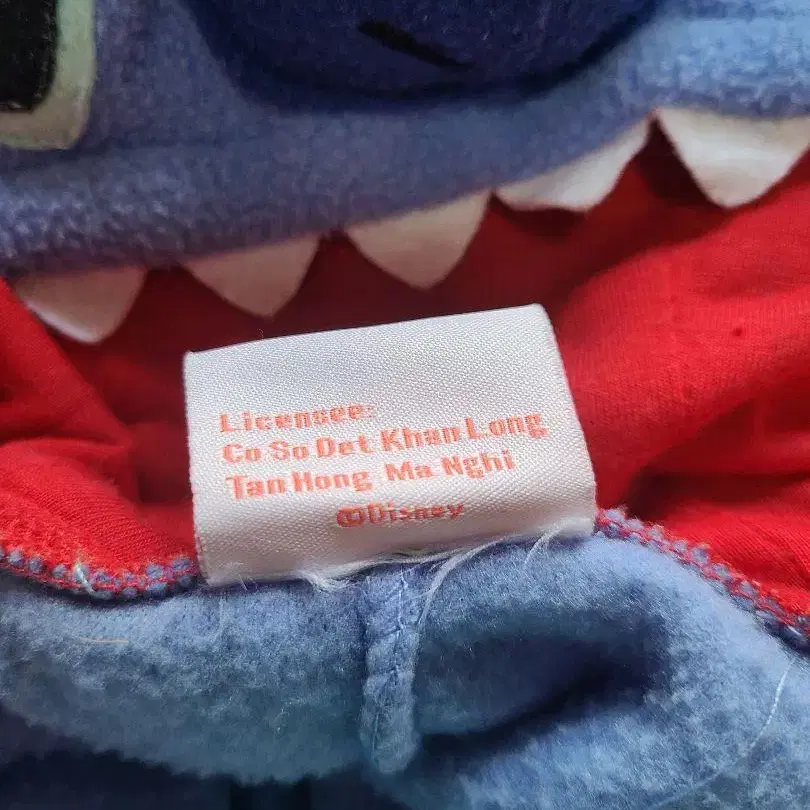 Licensee:
Co So Det Khan Long
Tan Hong Ma Nghi
©Disney